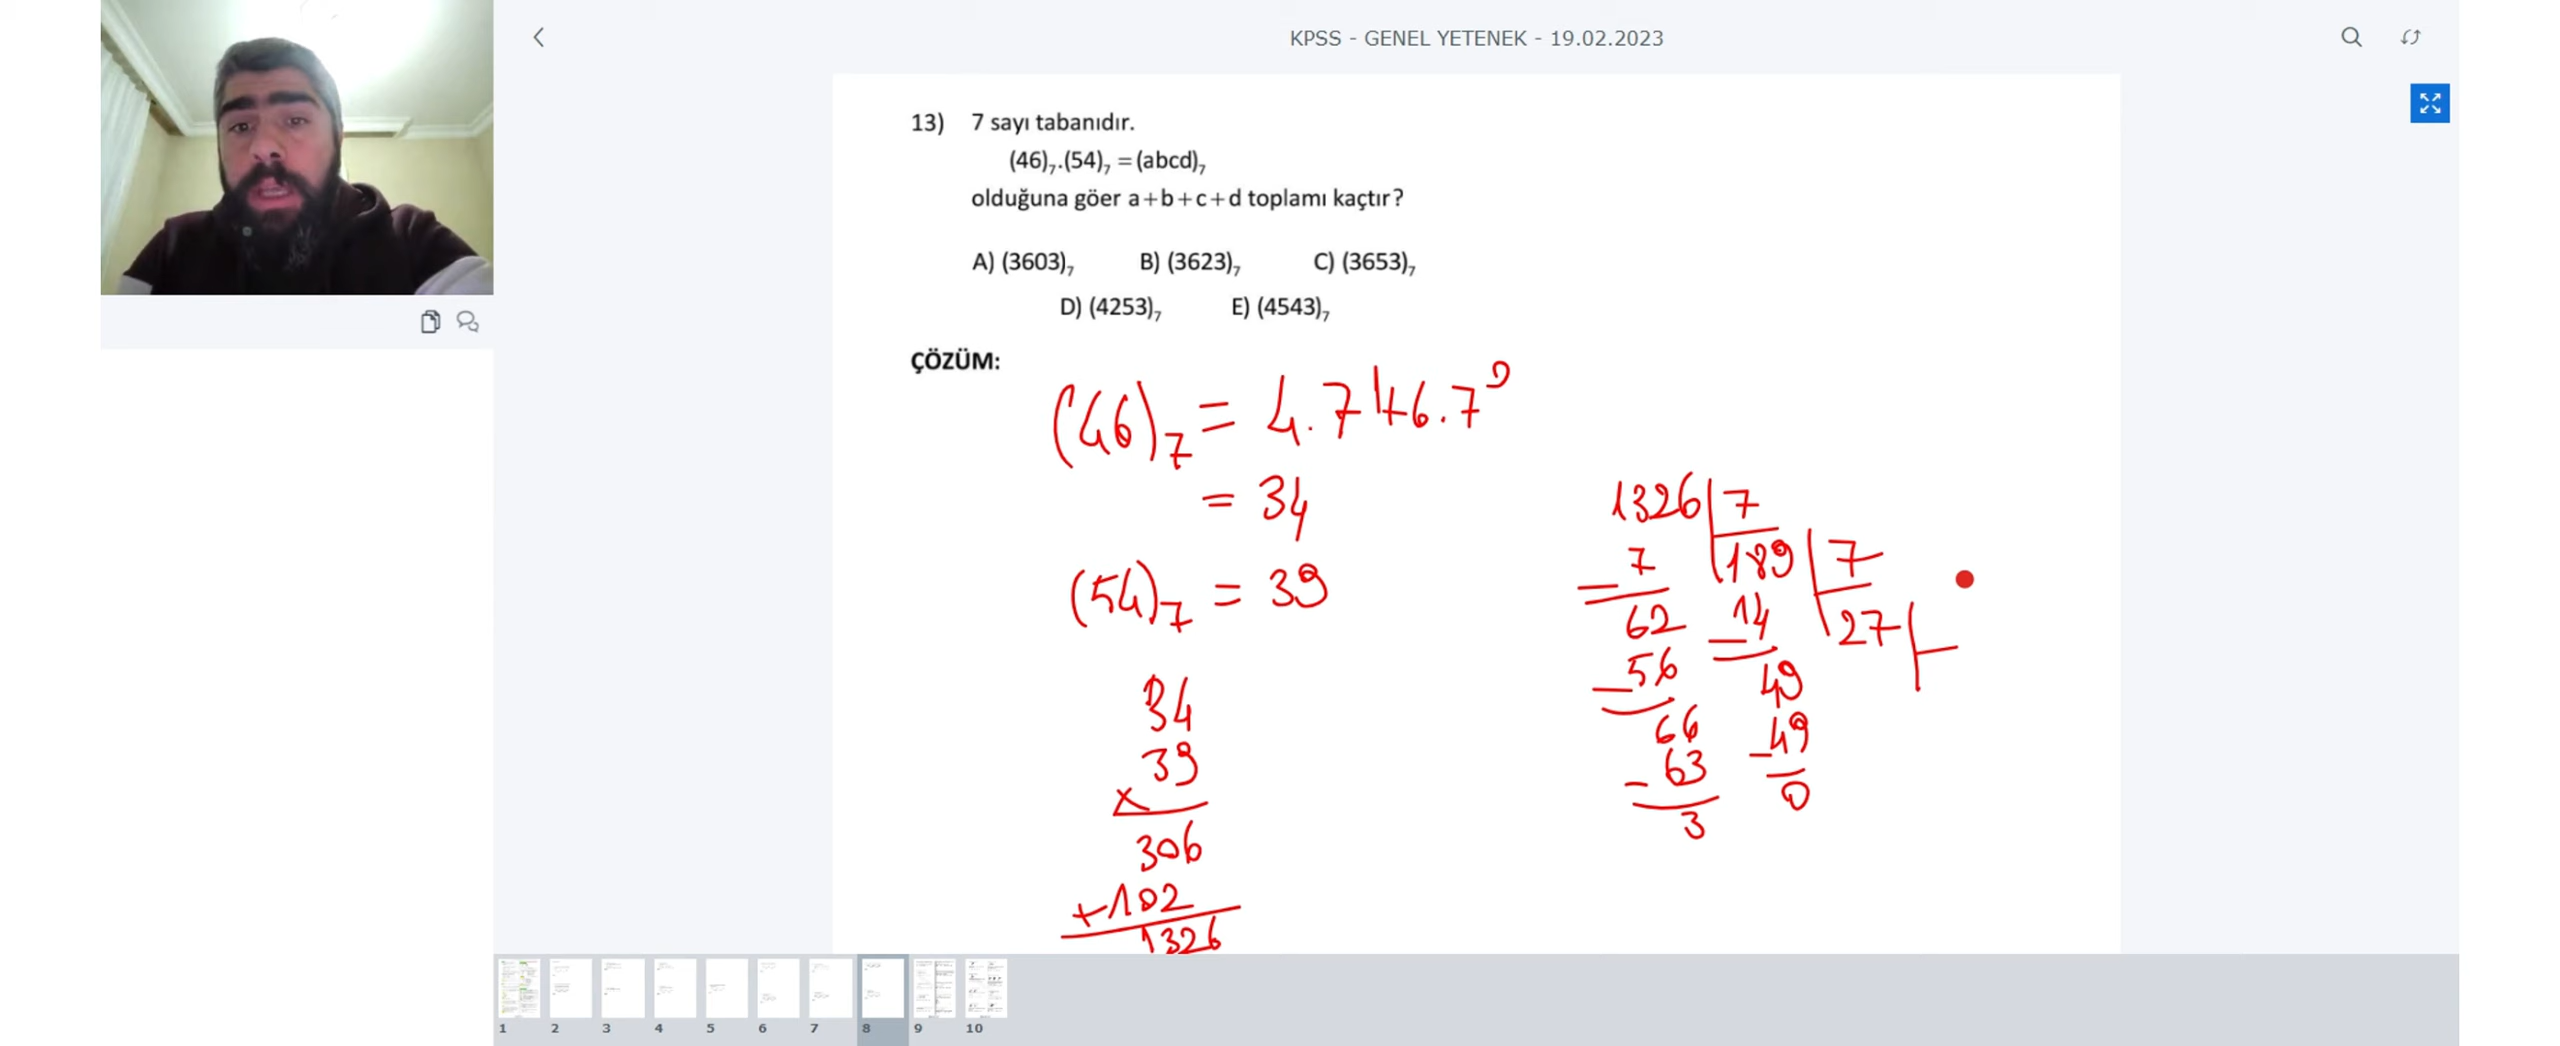 KPSS - GENEL YETENEK - 19.02.2023
13) 7 sayı tabanıdır.
(46)₇.(54)₇ = (abcd)₇
olduğuna göer a+b+c+d toplamı kaçtır?
A) (3603)₇ B) (3623)₇ C) (3653)₇
D) (4253)₇ E) (4543)₇
ÇÖZÜM:
(46)₇ = 4.7¹+6.7⁰
= 34
(54)₇ = 39
34
39
x
306
+102
1326
1326 7
7 189 7
- 62 14 27
- 56 - 49
66 - 49
- 63 0
3
1 2 3 4 5 6 7 8 9 10